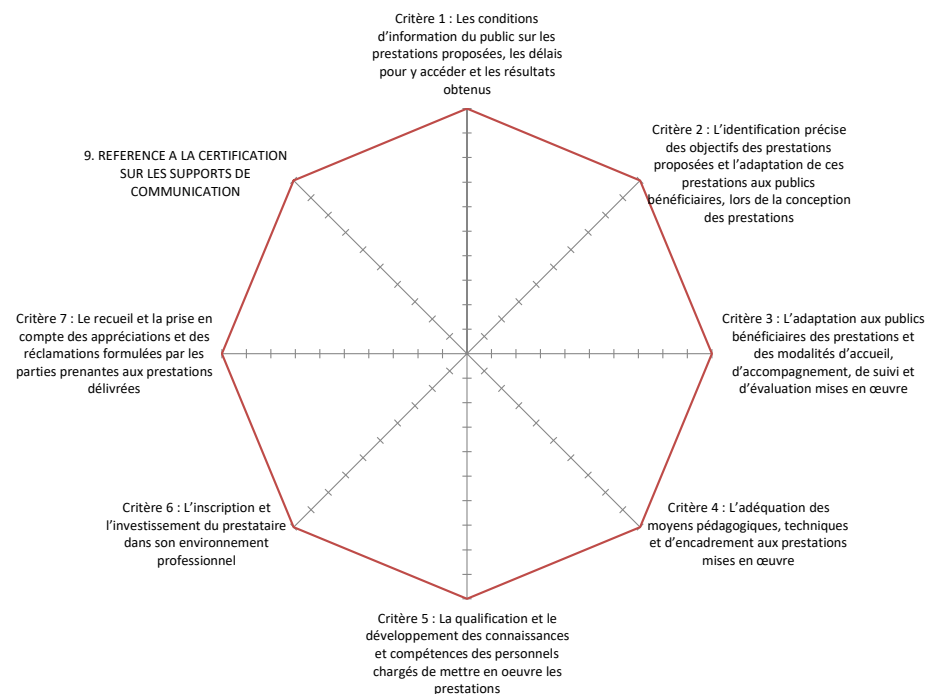 Critère 1 : Les conditions
d’information du public sur les
prestations proposées, les délais
pour y accéder et les résultats
obtenus
Critère 2 : L’identification précise
des objectifs des prestations
proposées et l’adaptation de ces
prestations aux publics
bénéficiaires, lors de la conception
des prestations
Critère 3 : L’adaptation aux publics
bénéficiaires des prestations et
des modalités d’accueil,
d’accompagnement, de suivi et
d’évaluation mises en œuvre
Critère 4 : L’adéquation des
moyens pédagogiques, techniques
et d’encadrement aux prestations
mises en œuvre
Critère 5 : La qualification et le
développement des connaissances
et compétences des personnels
chargés de mettre en oeuvre les
prestations
Critère 6 : L’inscription et
l’investissement du prestataire
dans son environnement
professionnel
Critère 7 : Le recueil et la prise en
compte des appréciations et des
réclamations formulées par les
parties prenantes aux prestations
délivrées
9. REFERENCE A LA CERTIFICATION
SUR LES SUPPORTS DE
COMMUNICATION